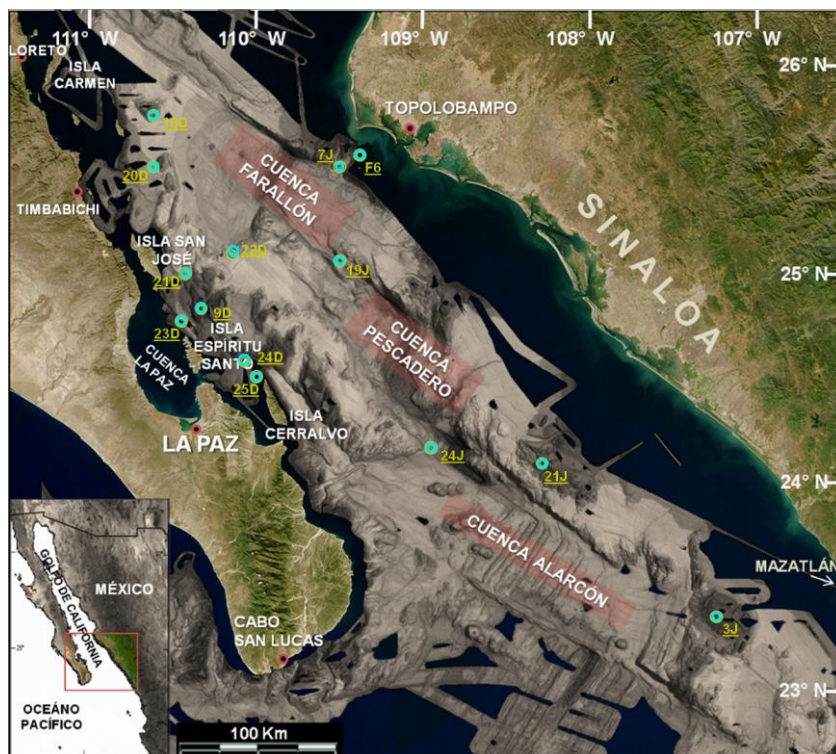 111° W
110° W
109° W
108° W
107° W
LORETO
ISLA
CARMEN
26° N
TOPOLOBAMPO
18D
7J
F6
20D
CUENCA
FARALLÓN
TIMBABICHI
SINALOA
ISLA SAN
JOSÉ
22D
19J
25° N
21D
9D
23D
ISLA
ESPÍRITU
SANTO
24D
25D
CUENCA
LA PAZ
CUENCA
PESCADERO
ISLA
CERRALVO
LA PAZ
24J
21J
24° N
CUENCA ALARCÓN
MAZATLÁN
GOLFO DE CALIFORNIA
MÉXICO
CABO
SAN LUCAS
3J
OCEÁNO
PACÍFICO
23° N
100 Km